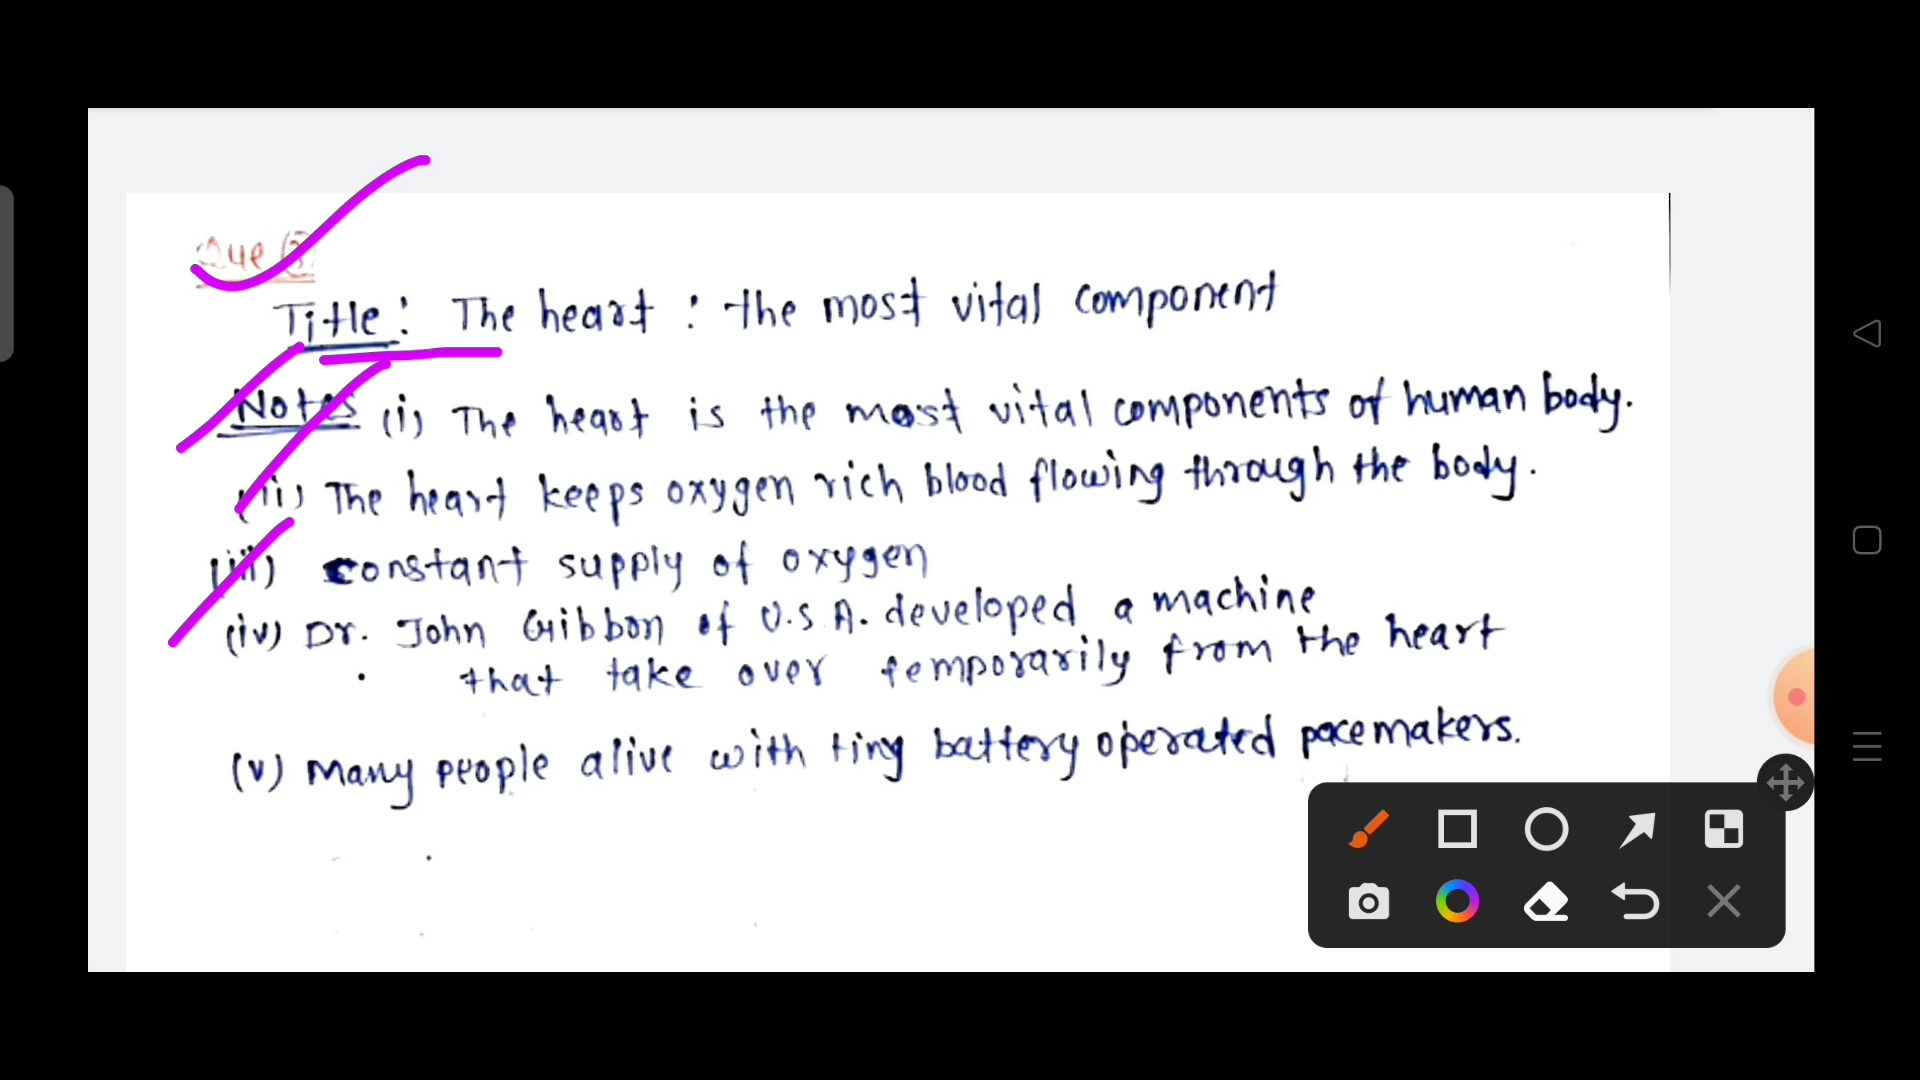 Que (3)
Title: The heart : the most vital component
Notes (i) The heart is the most vital components of human body.
(ii) The heart keeps oxygen rich blood flowing through the body.
(iii) constant supply of oxygen
(iv) Dr. John Gibbon of U.S A. developed a machine
that take over temporarily from the heart
(v) Many people alive with tiny battery operated pacemakers.